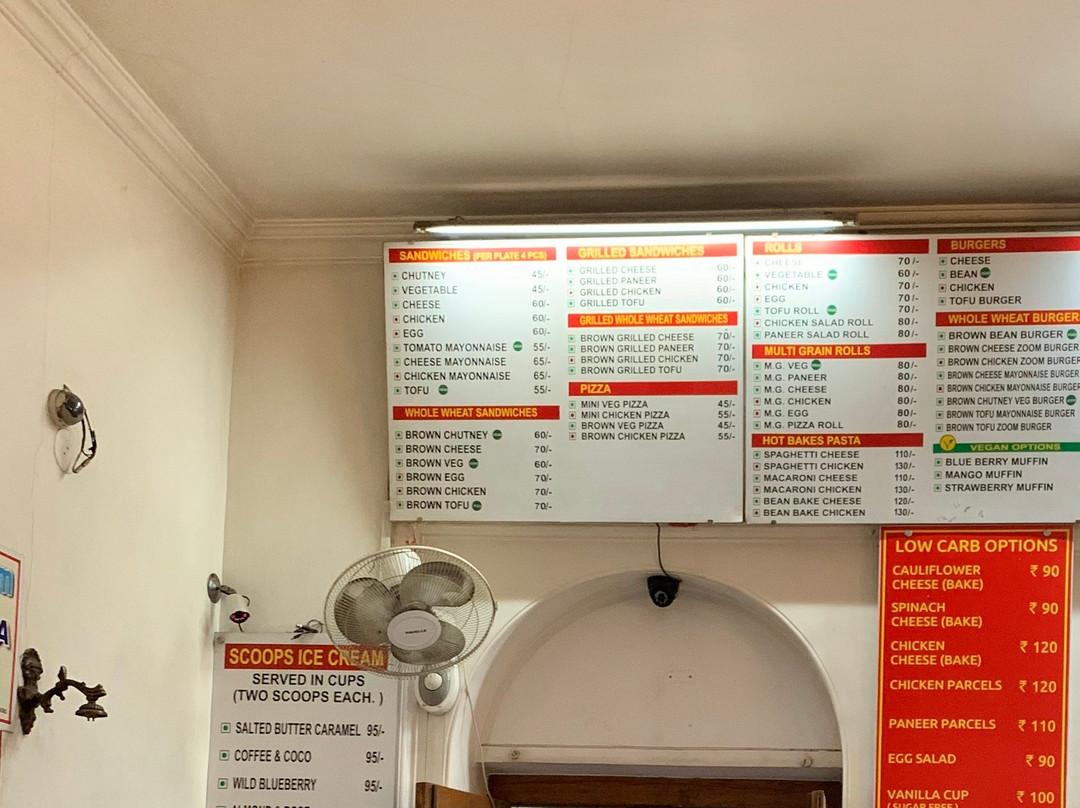 SANDWICHES (PER PLATE 4 PCS)
CHUTNEY 45/-
VEGETABLE 45/-
CHEESE 60/-
CHICKEN 60/-
EGG 60/-
TOMATO MAYONNAISE 55/-
CHEESE MAYONNAISE 65/-
CHICKEN MAYONNAISE 65/-
TOFU 55/-
WHOLE WHEAT SANDWICHES
BROWN CHUTNEY 60/-
BROWN CHEESE 70/-
BROWN VEG 60/-
BROWN EGG 70/-
BROWN CHICKEN 70/-
BROWN TOFU 70/-
GRILLED SANDWICHES
GRILLED CHEESE 60/-
GRILLED PANEER 60/-
GRILLED CHICKEN 60/-
GRILLED TOFU 60/-
GRILLED WHOLE WHEAT SANDWICHES
BROWN GRILLED CHEESE 70/-
BROWN GRILLED PANEER 70/-
BROWN GRILLED CHICKEN 70/-
BROWN GRILLED TOFU 70/-
PIZZA
MINI VEG PIZZA 45/-
MINI CHICKEN PIZZA 55/-
BROWN VEG PIZZA 45/-
BROWN CHICKEN PIZZA 55/-
ROLLS
CHEESE 70/-
VEGETABLE 60/-
CHICKEN 70/-
EGG 70/-
TOFU ROLL 70/-
CHICKEN SALAD ROLL 80/-
PANEER SALAD ROLL 80/-
MULTI GRAIN ROLLS
M.G. VEG 80/-
M.G. PANEER 80/-
M.G. CHEESE 80/-
M.G. CHICKEN 80/-
M.G. EGG 80/-
M.G. PIZZA ROLL 80/-
HOT BAKES PASTA
SPAGHETTI CHEESE 110/-
SPAGHETTI CHICKEN 130/-
MACARONI CHEESE 110/-
MACARONI CHICKEN 130/-
BEAN BAKE CHEESE 120/-
BEAN BAKE CHICKEN 130/-
BURGERS
CHEESE
BEAN
CHICKEN
TOFU BURGER
WHOLE WHEAT BURGER
BROWN BEAN BURGER
BROWN CHEESE ZOOM BURGER
BROWN CHICKEN ZOOM BURGER
BROWN CHEESE MAYONNAISE BURGER
BROWN CHICKEN MAYONNAISE BURGER
BROWN CHUTNEY VEG BURGER
BROWN TOFU MAYONNAISE BURGER
BROWN TOFU ZOOM BURGER
VEGAN OPTIONS
BLUE BERRY MUFFIN
MANGO MUFFIN
STRAWBERRY MUFFIN
LOW CARB OPTIONS
CAULIFLOWER ₹ 90
CHEESE (BAKE)
SPINACH ₹ 90
CHEESE (BAKE)
CHICKEN ₹ 120
CHEESE (BAKE)
CHICKEN PARCELS ₹ 120
PANEER PARCELS ₹ 110
EGG SALAD ₹ 90
VANILLA CUP ₹ 100
(SUGAR FREE)
SCOOPS ICE CREAM
SERVED IN CUPS
(TWO SCOOPS EACH. )
SALTED BUTTER CARAMEL 95/-
COFFEE & COCO 95/-
WILD BLUEBERRY 95/-
HAVELLS
A